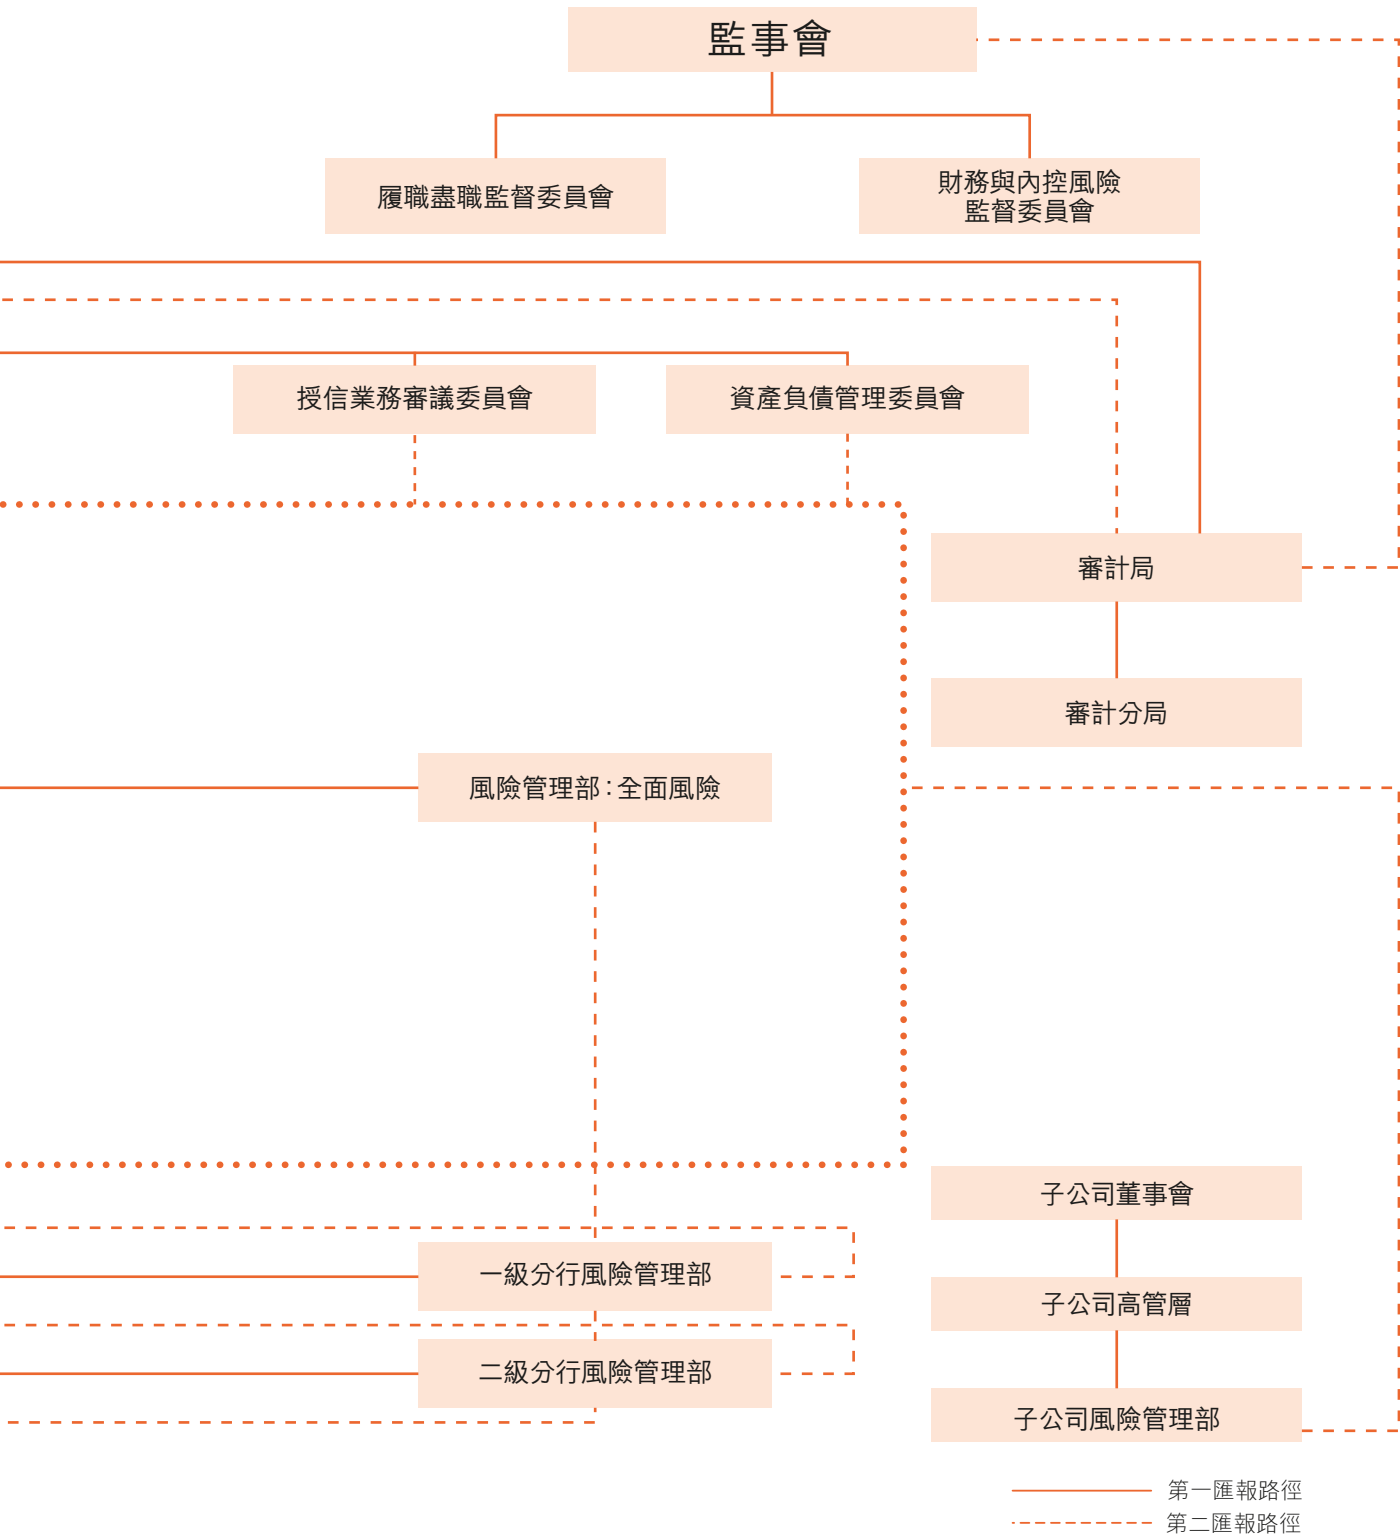 監事會
履職盡職監督委員會
財務與內控風險
監督委員會
授信業務審議委員會
資產負債管理委員會
審計局
審計分局
風險管理部:全面風險
子公司董事會
一級分行風險管理部
子公司高管層
二級分行風險管理部
子公司風險管理部
第一匯報路徑
第二匯報路徑